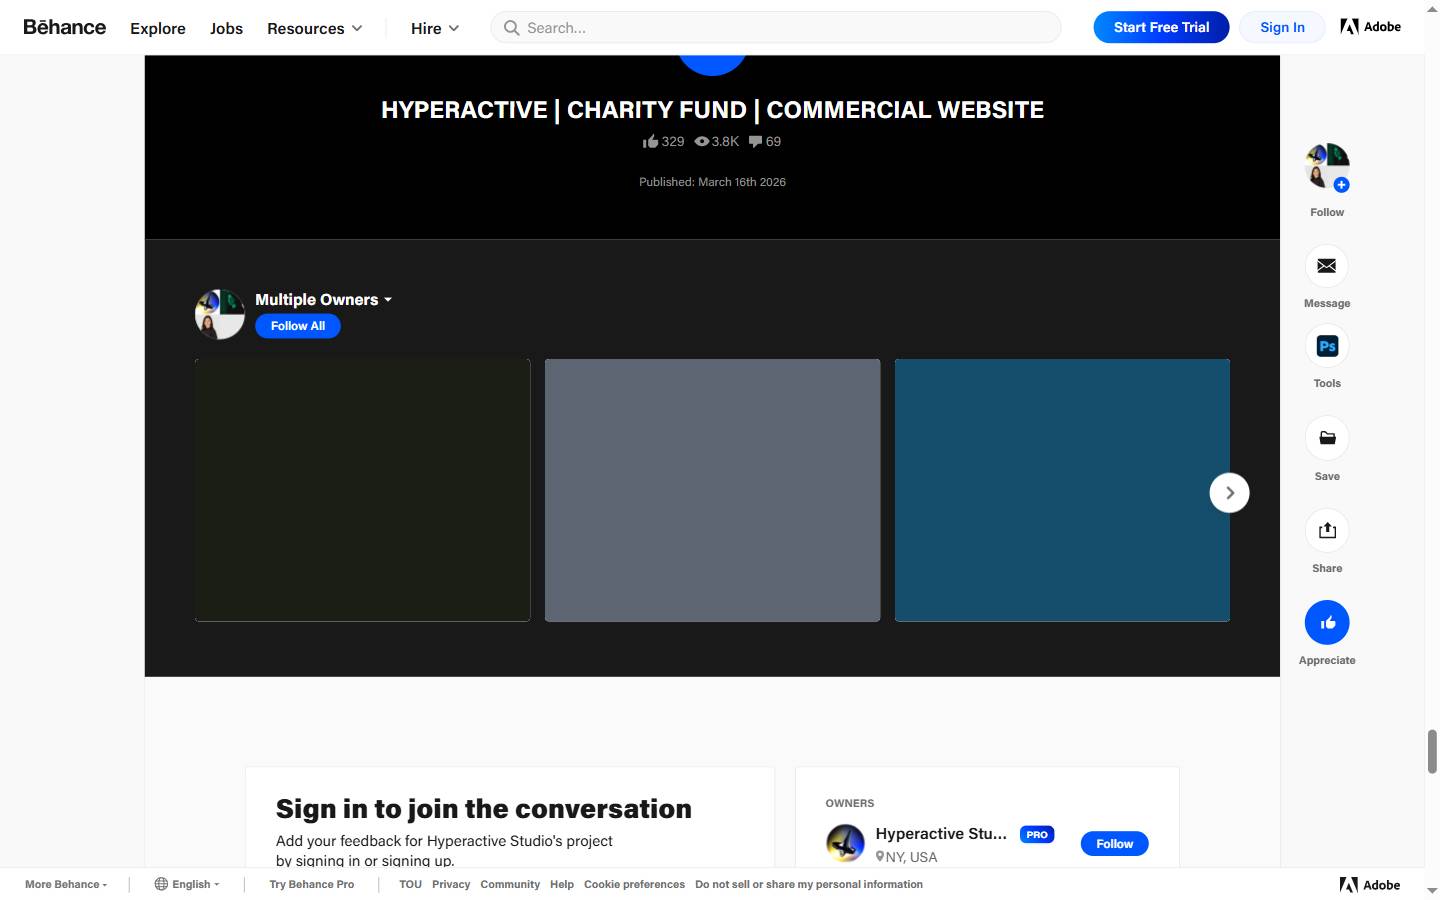 Bēhance Explore Jobs Resources Hire Search... Start Free Trial Sign In Adobe
HYPERACTIVE | CHARITY FUND | COMMERCIAL WEBSITE
329 3.8K 69
Published: March 16th 2026
Multiple Owners
Follow All
Follow
Message
Ps
Tools
Save
Share
Appreciate
Sign in to join the conversation
Add your feedback for Hyperactive Studio's project
by signing in or signing up.
OWNERS
Hyperactive Stu... PRO
NY, USA
Follow
More Behance English Try Behance Pro TOU Privacy Community Help Cookie preferences Do not sell or share my personal information Adobe